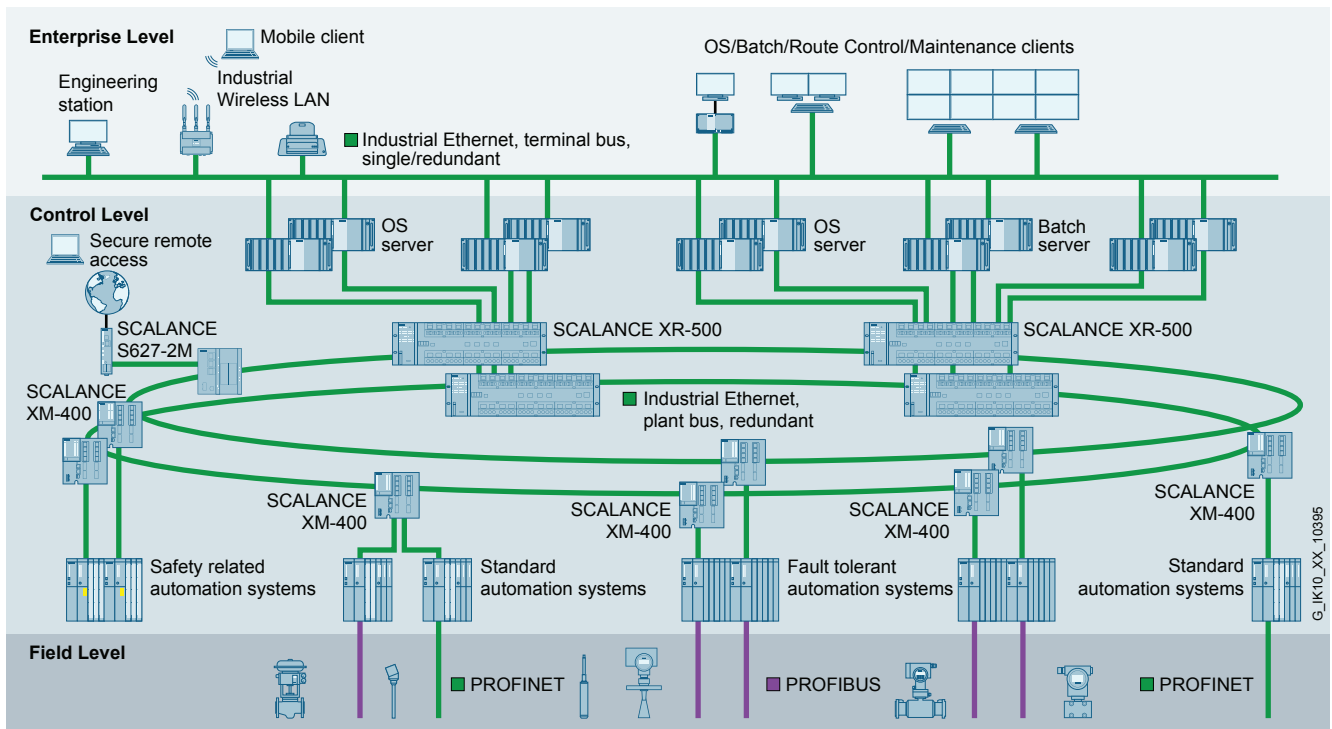 Enterprise Level
Mobile client
Engineering
station
Industrial
Wireless LAN
Industrial Ethernet, terminal bus,
single/redundant
OS/Batch/Route Control/Maintenance clients
Control Level
Secure remote
access
OS
server
OS
server
Batch
server
SCALANCE
S627-2M
SCALANCE XR-500
SCALANCE XR-500
SCALANCE
XM-400
Industrial Ethernet,
plant bus, redundant
SCALANCE
XM-400
SCALANCE
XM-400
SCALANCE
XM-400
SCALANCE
XM-400
Safety related
automation systems
Standard
automation systems
Fault tolerant
automation systems
Standard
automation systems
G_IK10_XX_10395
Field Level
PROFINET
PROFIBUS
PROFINET